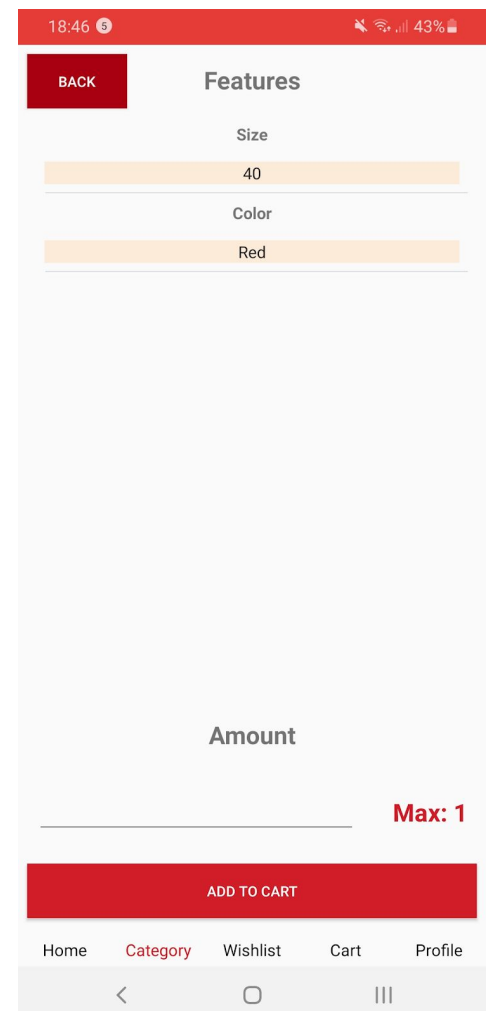 18:46 5 43%
BACK Features
Size
40
Color
Red
Amount
Max: 1
ADD TO CART
Home Category Wishlist Cart Profile